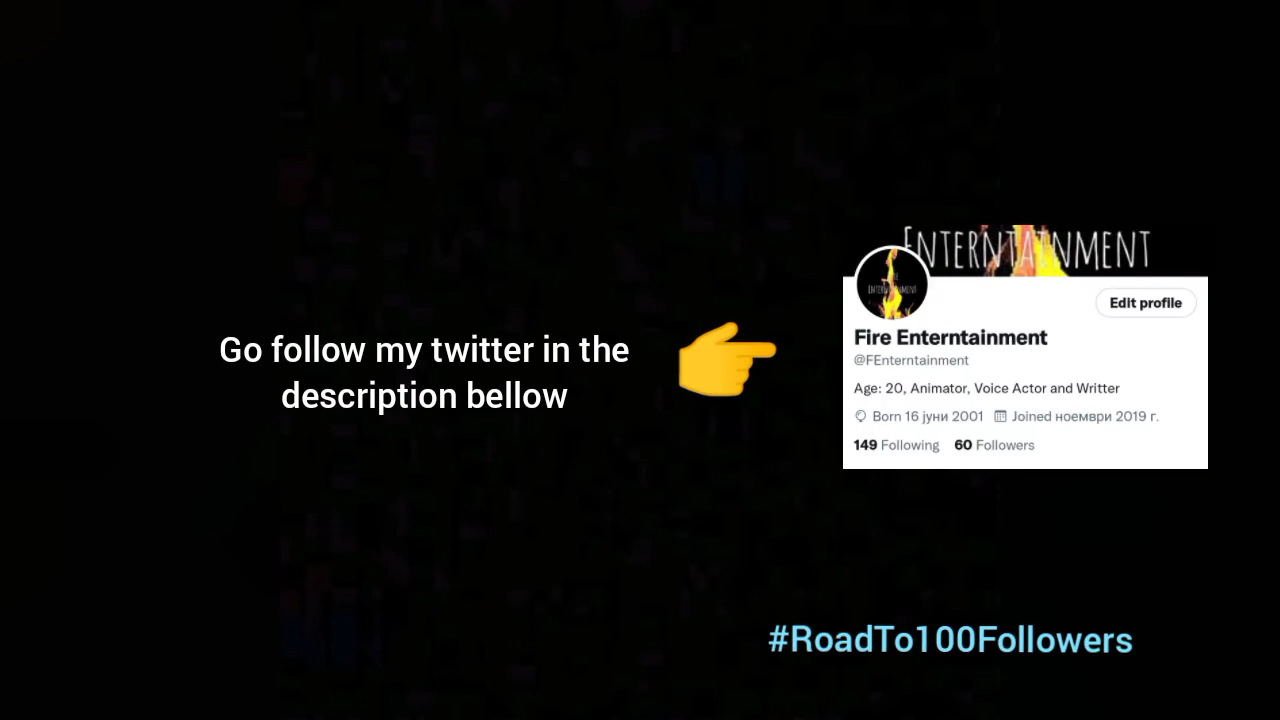 Go follow my twitter in the
description bellow
ENTERNTAINMENT
ENTERNTAINMENT
Edit profile
Fire Enterntainment
@FEnterntainment
Age: 20, Animator, Voice Actor and Writter
Born 16 јуни 2001 Joined ноември 2019 г.
149 Following 60 Followers
#RoadTo100Followers